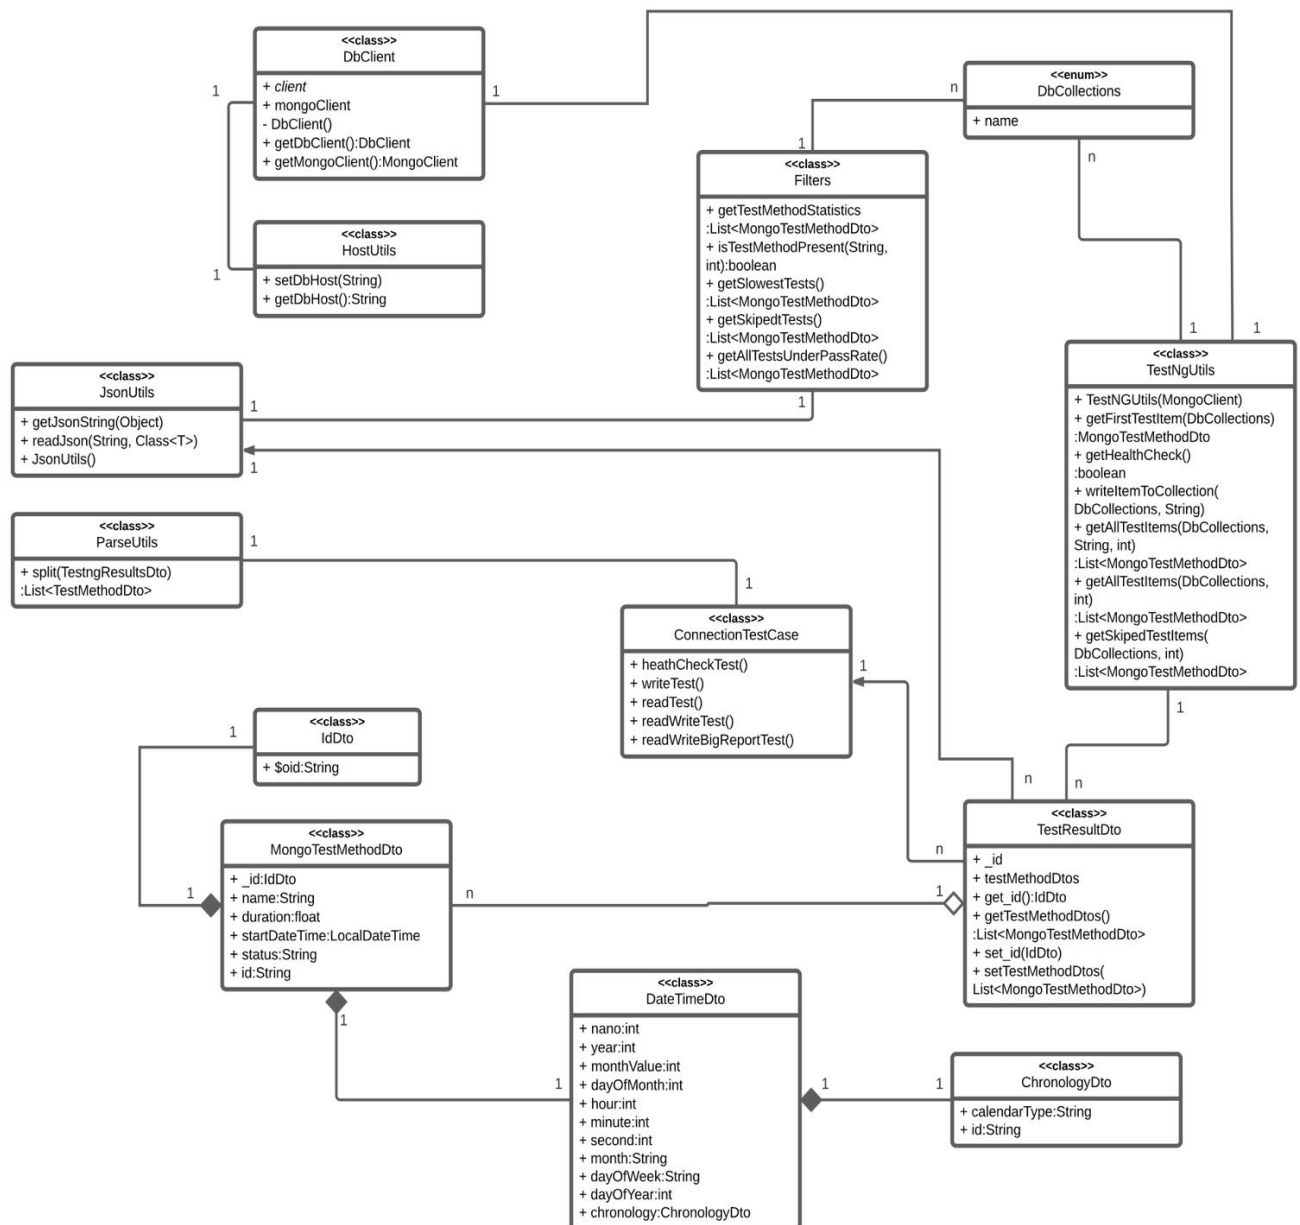 <<class>>
DbClient
+ client
+ mongoClient
- DbClient()
+ getDbClient():DbClient
+ getMongoClient():MongoClient
1
1
<<enum>>
DbCollections
+ name
n
n
1
<<class>>
Filters
+ getTestMethodStatistics
:List<MongoTestMethodDto>
+ isTestMethodPresent(String,
int):boolean
+ getSlowestTests()
:List<MongoTestMethodDto>
+ getSkipedtTests()
:List<MongoTestMethodDto>
+ getAllTestsUnderPassRate()
:List<MongoTestMethodDto>
1
<<class>>
HostUtils
+ setDbHost(String)
+ getDbHost():String
1
1
1
<<class>>
TestNgUtils
+ TestNGUtils(MongoClient)
+ getFirstTestItem(DbCollections)
:MongoTestMethodDto
+ getHealthCheck()
:boolean
+ writeItemToCollection(
DbCollections, String)
+ getAllTestItems(DbCollections,
String, int)
:List<MongoTestMethodDto>
+ getAllTestItems(DbCollections,
int)
:List<MongoTestMethodDto>
+ getSkipedTestItems(
DbCollections, int)
:List<MongoTestMethodDto>
1
<<class>>
JsonUtils
+ getJsonString(Object)
+ readJson(String, Class<T>)
+ JsonUtils()
1
1
<<class>>
ParseUtils
+ split(TestngResultsDto)
:List<TestMethodDto>
1
1
<<class>>
ConnectionTestCase
+ heathCheckTest()
+ writeTest()
+ readTest()
+ readWriteTest()
+ readWriteBigReportTest()
1
<<class>>
IdDto
+ $oid:String
1
<<class>>
MongoTestMethodDto
+ _id:IdDto
+ name:String
+ duration:float
+ startDateTime:LocalDateTime
+ status:String
+ id:String
1
n
1
n
n
n
1
<<class>>
TestResultDto
+ _id
+ testMethodDtos
+ get_id():IdDto
+ getTestMethodDtos()
:List<MongoTestMethodDto>
+ set_id(IdDto)
+ setTestMethodDtos(
List<MongoTestMethodDto>)
<<class>>
DateTimeDto
+ nano:int
+ year:int
+ monthValue:int
+ dayOfMonth:int
+ hour:int
+ minute:int
+ second:int
+ month:String
+ dayOfWeek:String
+ dayOfYear:int
+ chronology:ChronologyDto
1
1
1
<<class>>
ChronologyDto
+ calendarType:String
+ id:String